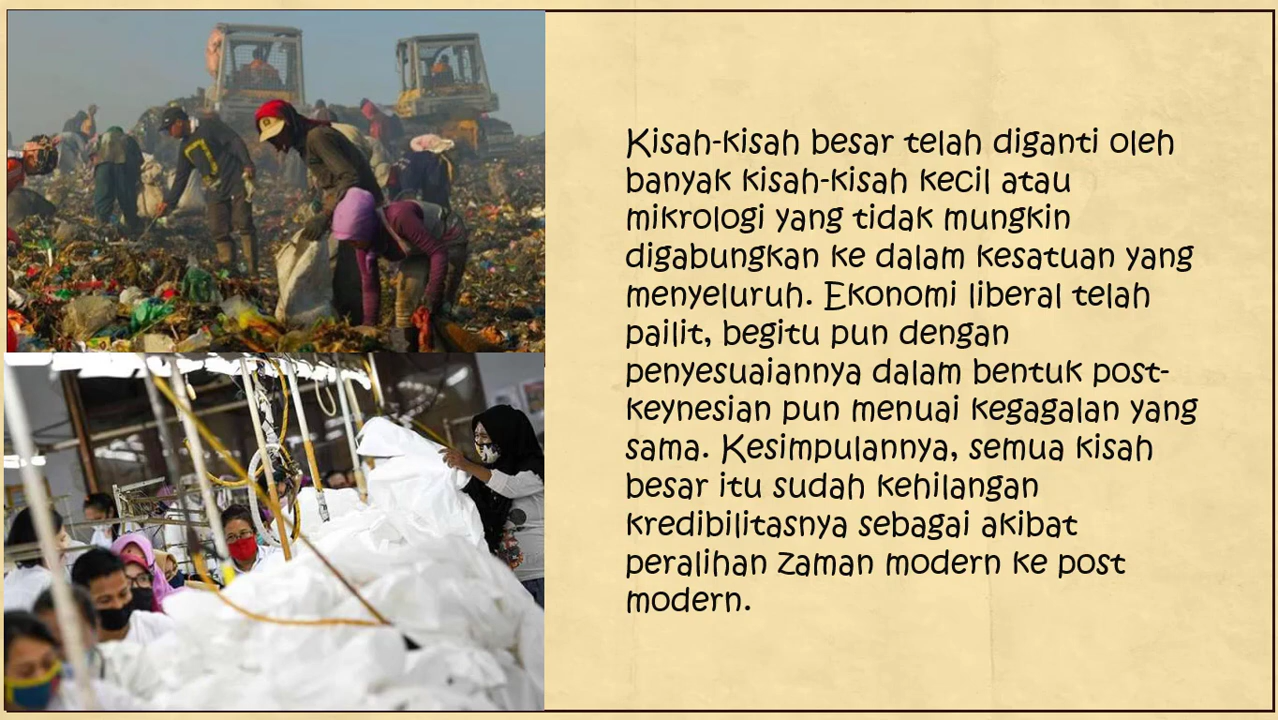 Kisah-kisah besar telah diganti oleh
banyak kisah-kisah kecil atau
mikrologi yang tidak mungkin
digabungkan ke dalam kesatuan yang
menyeluruh. Ekonomi liberal telah
pailit, begitu pun dengan
penyesuaiannya dalam bentuk post-
keynesian pun menuai kegagalan yang
sama. Kesimpulannya, semua kisah
besar itu sudah kehilangan
kredibilitasnya sebagai akibat
peralihan zaman modern ke post
modern.